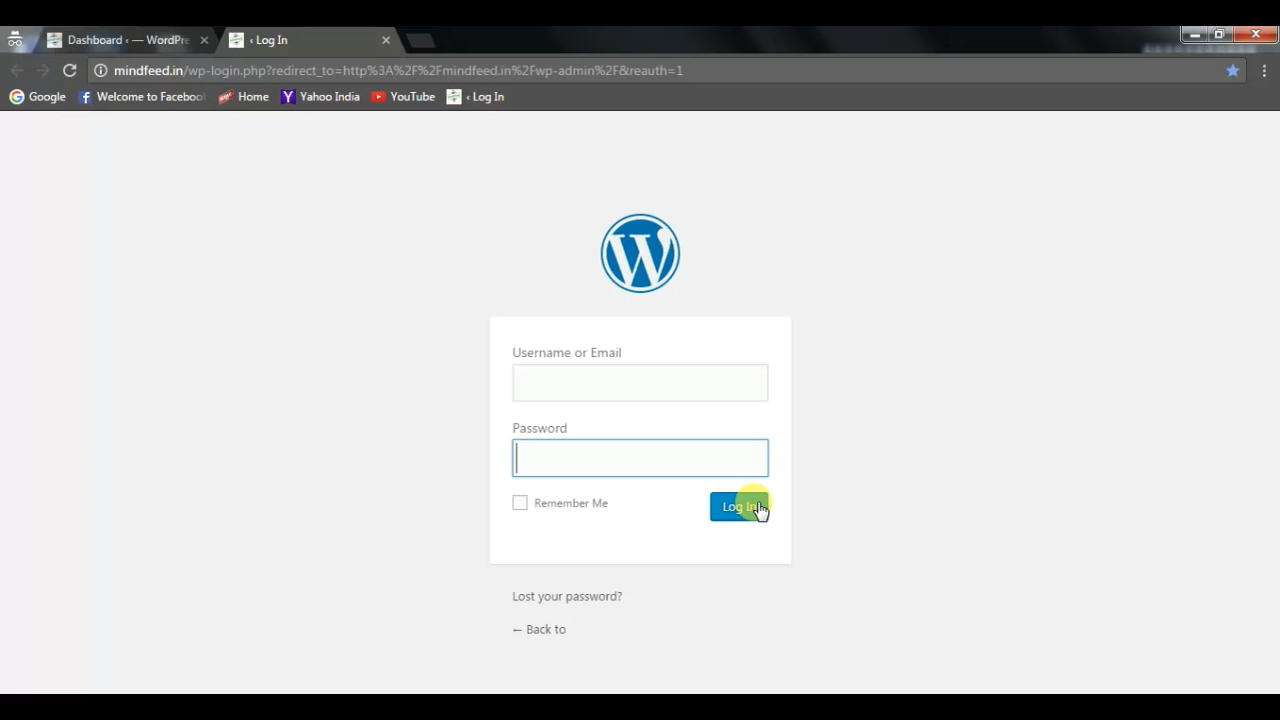 Dashboard ‹ — WordPre
‹ Log In
mindfeed.in/wp-login.php?redirect_to=http%3A%2F%2Fmindfeed.in%2Fwp-admin%2F&reauth=1
Google
Welcome to Facebool
Home
Yahoo India
YouTube
‹ Log In
Username or Email
Password
Remember Me
Log In
Lost your password?
← Back to